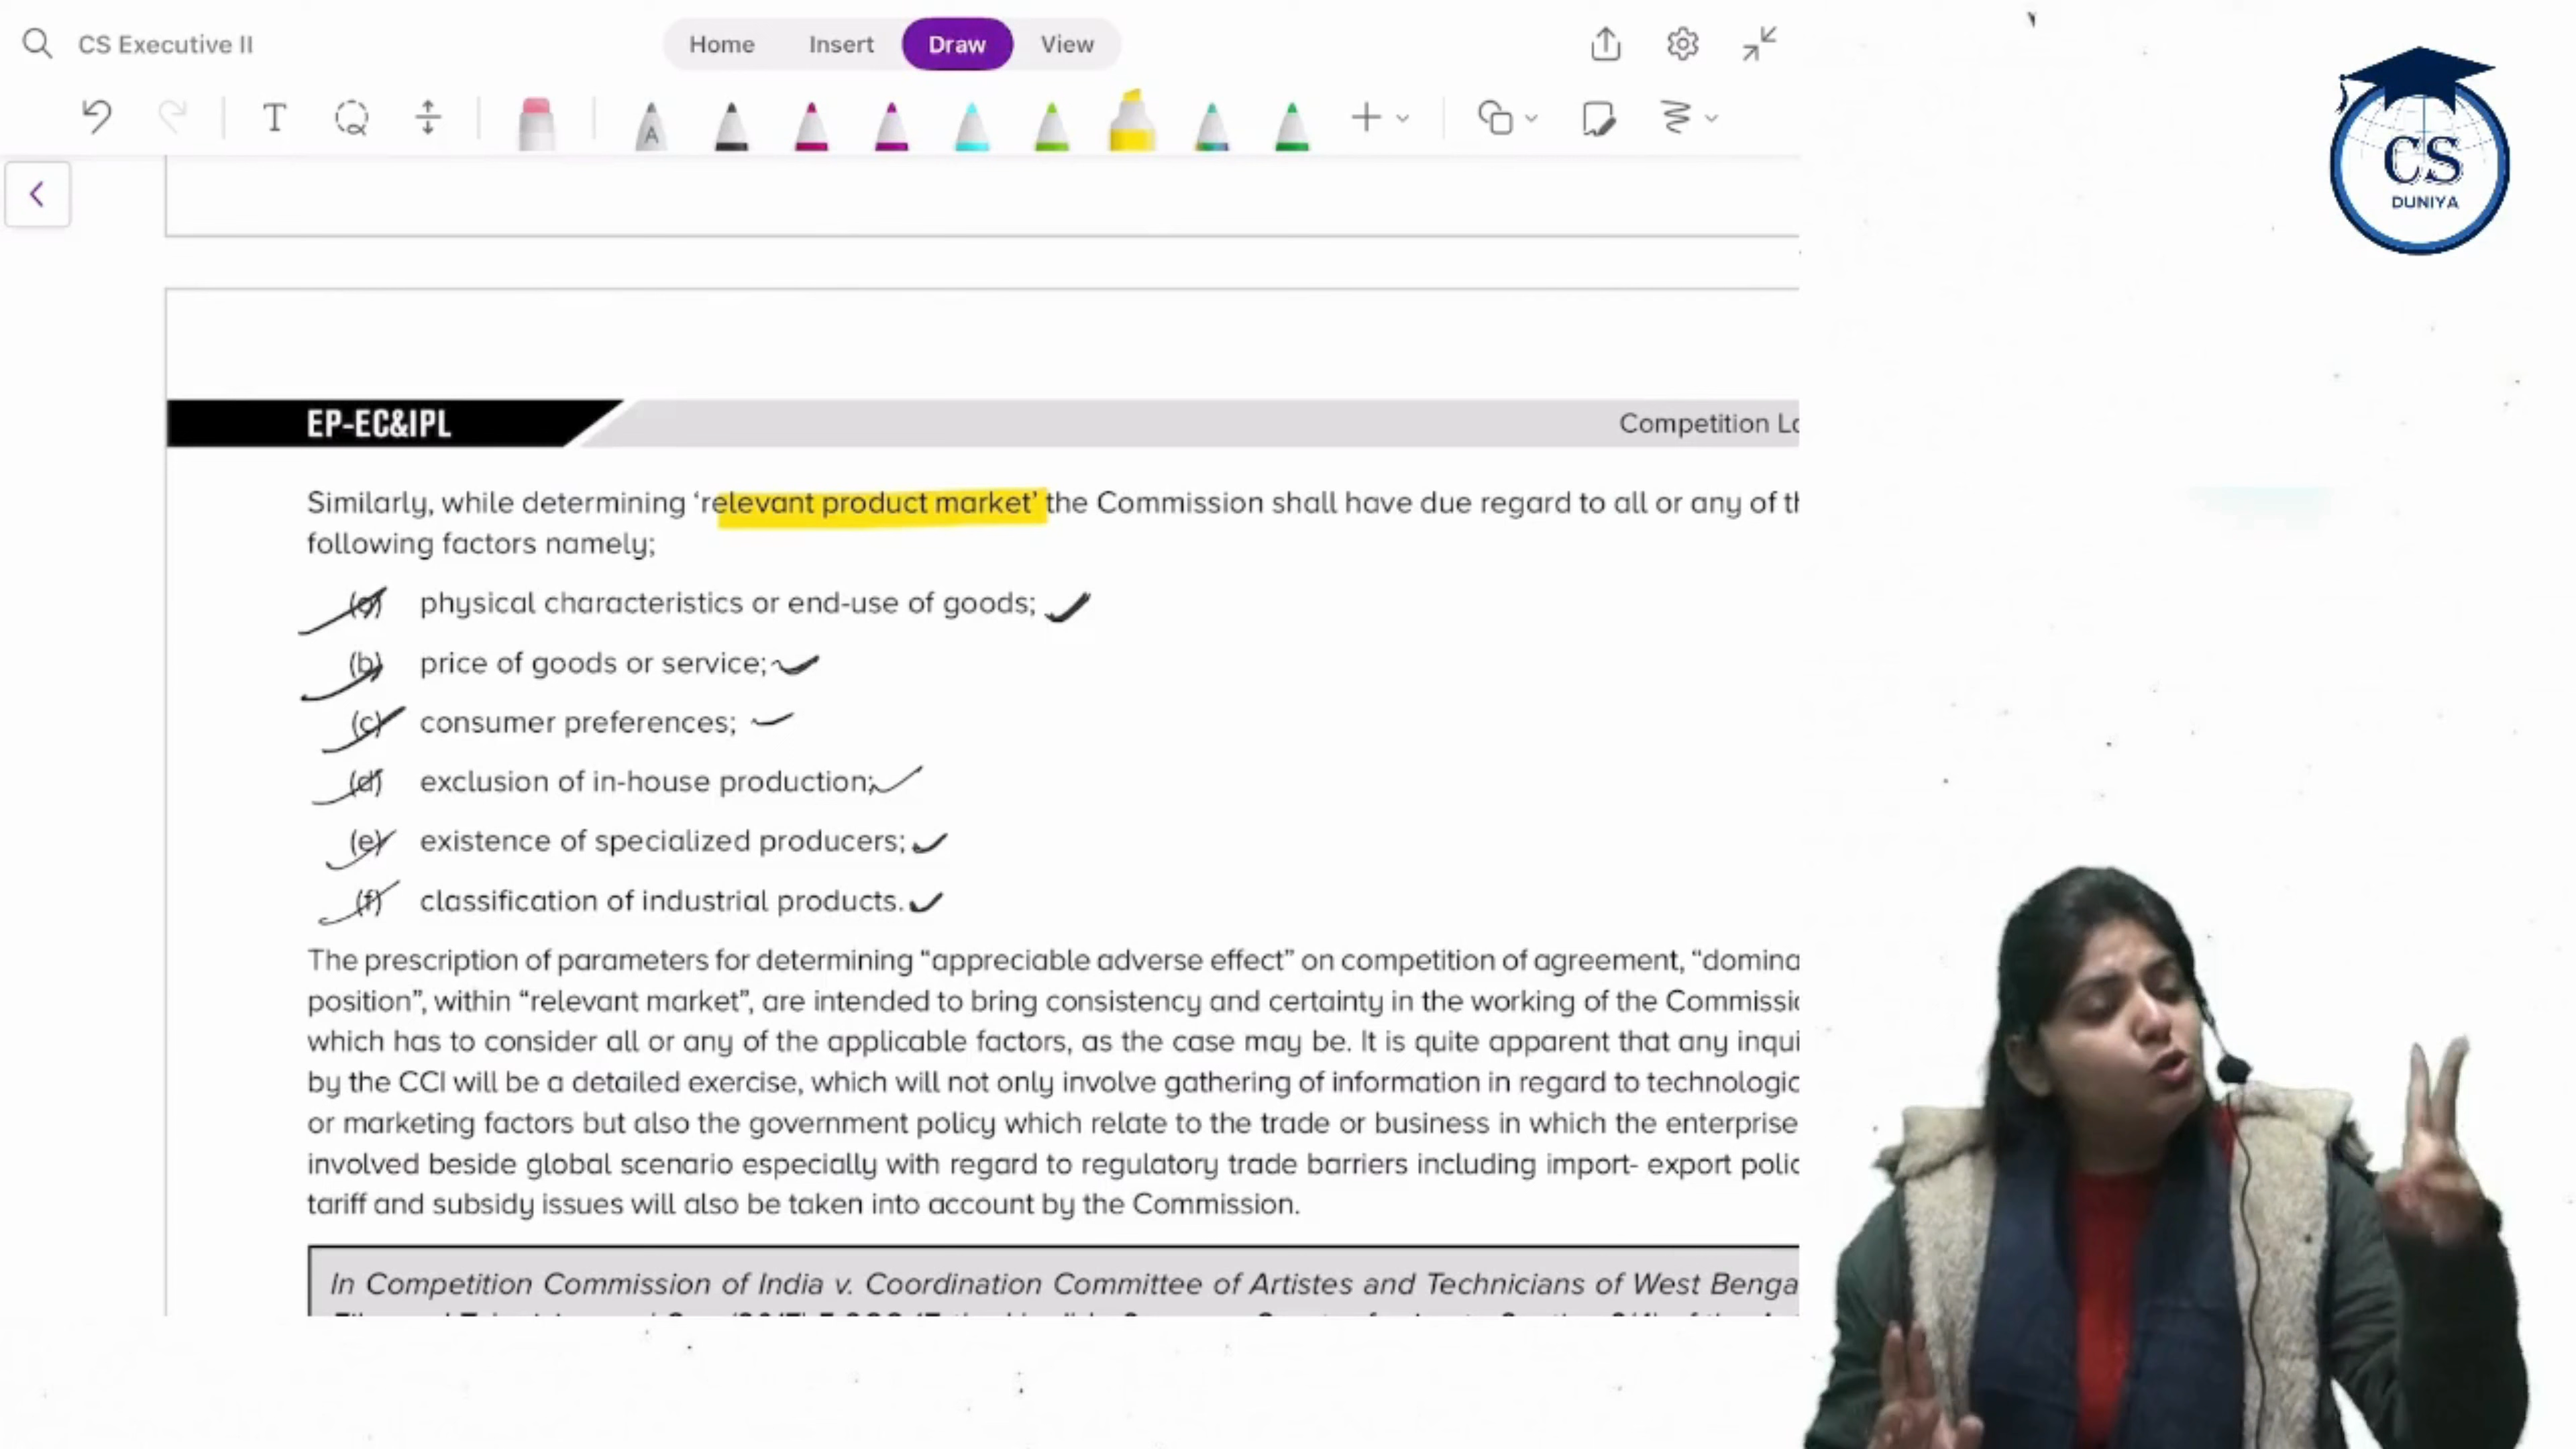 CS Executive II
Home Insert Draw View
T
A
CS
DUNIYA
EP-EC&IPL
Competition
Similarly, while determining ‘relevant product market’ the Commission shall have due regard to all or any of
following factors namely;
(a) physical characteristics or end-use of goods;
(b) price of goods or service;
(c) consumer preferences;
(d) exclusion of in-house production;
(e) existence of specialized producers;
(f) classification of industrial products.
The prescription of parameters for determining “appreciable adverse effect” on competition of agreement,
position”, within “relevant market”, are intended to bring consistency and certainty in the working of the
which has to consider all or any of the applicable factors, as the case may be. It is quite apparent that any
by the CCI will be a detailed exercise, which will not only involve gathering of information in regard to
or marketing factors but also the government policy which relate to the trade or business in which the enterprise
involved beside global scenario especially with regard to regulatory trade barriers including import- export
tariff and subsidy issues will also be taken into account by the Commission.
In Competition Commission of India v. Coordination Committee of Artistes and Technicians of West